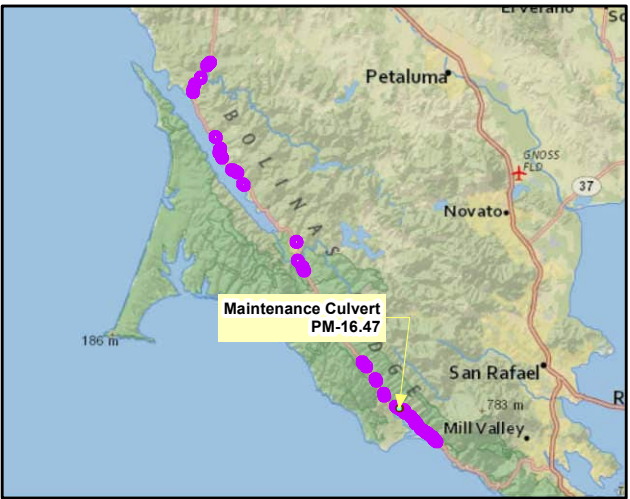 El Verano
Petaluma
BOLINAS
GNOSS
FLD
37
Novato
Maintenance Culvert
PM-16.47
186 m
DGE
San Rafael
783 m
R
Mill Valley